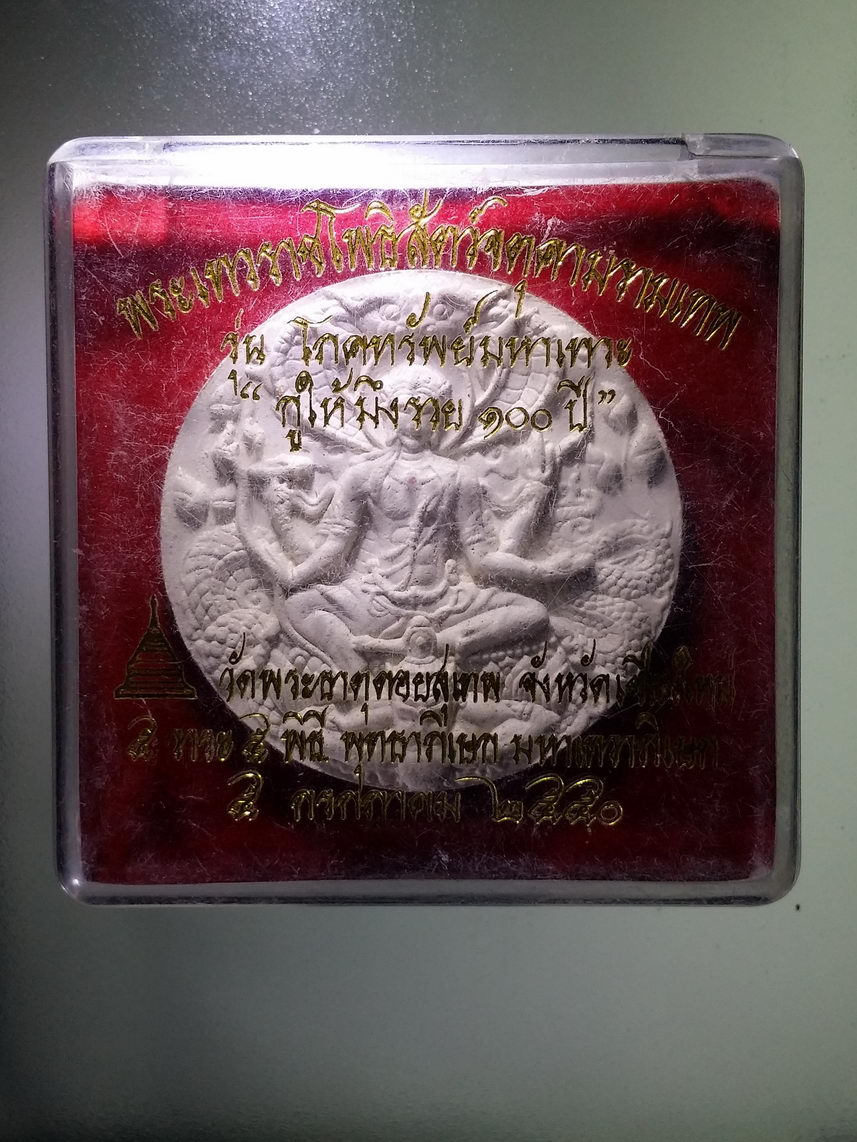 พระเทวราชโพธิสัตว์จตุคามรามเทพ
รุ่น โภคทรัพย์มหาเฮาะ
“ กูให้มึงรวย ๑๐๐ ปี ”
วัดพระธาตุดอยสุเทพ จังหวัดเชียงใหม่
๕ วาระ ๕ พิธี พุทธาภิเษก มหาเทวาภิเษก
๕ กรกฎาคม ๒๕๕๐